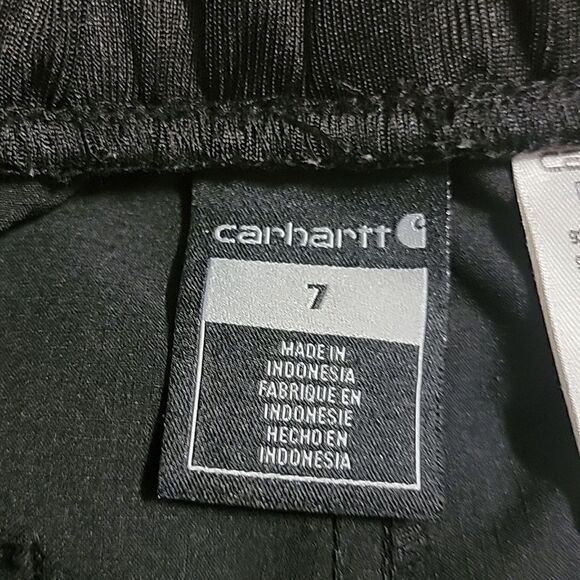 carhartt
7
MADE IN
INDONESIA
FABRIQUE EN
INDONESIE
HECHO EN
INDONESIA